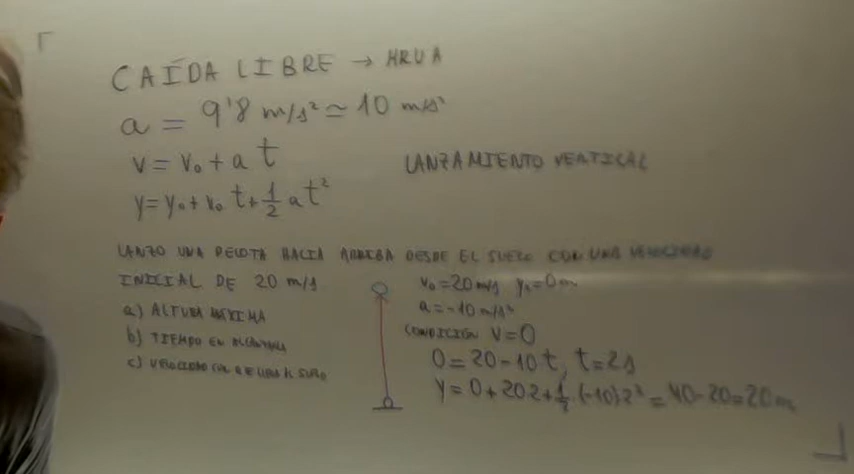 CAÍDA LIBRE → MRUA
a = 9'8 m/s² ≃ 10 m/s²
v = v₀ + a t
y = y₀ + v₀ t + 1/2 a t²
LANZAMIENTO VERTICAL
LANZO UNA PELOTA HACIA ARRIBA DESDE EL SUELO CON UNA VELOCIDAD
INICIAL DE 20 m/s
a) ALTURA MÁXIMA
b) TIEMPO EN ALCANZARLA
c) VELOCIDAD CON QUE LLEGA AL SUELO
v₀ = 20 m/s y₀ = 0 m
a = -10 m/s²
CONDICIÓN v = 0
0 = 20 - 10 t, t = 2 s
y = 0 + 20 2 + 1/2 · (-10) 2² = 40 - 20 = 20 m